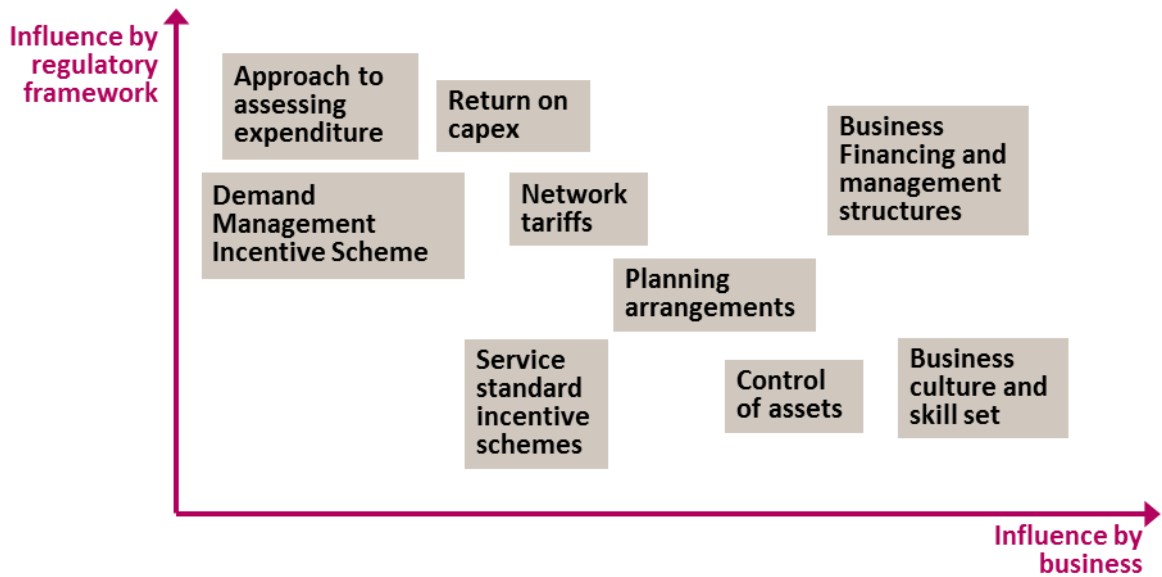 Influence by
regulatory
framework
Approach to
assessing
expenditure
Return on
capex
Business
Financing and
management
structures
Demand
Management
Incentive Scheme
Network
tariffs
Planning
arrangements
Service
standard
incentive
schemes
Control
of assets
Business
culture and
skill set
Influence by
business